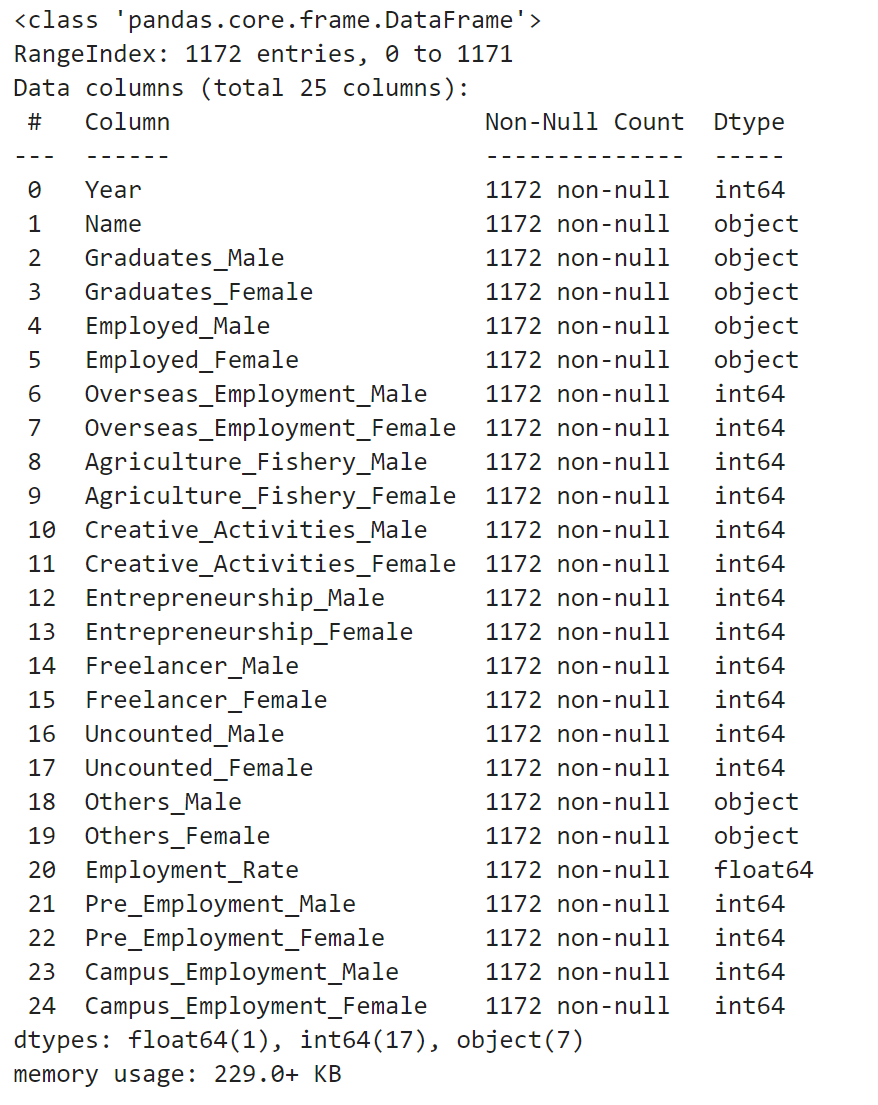 <class 'pandas.core.frame.DataFrame'>
RangeIndex: 1172 entries, 0 to 1171
Data columns (total 25 columns):
 #   Column                      Non-Null Count  Dtype
---  ------                      --------------  -----
 0   Year                        1172 non-null   int64
 1   Name                        1172 non-null   object
 2   Graduates_Male              1172 non-null   object
 3   Graduates_Female            1172 non-null   object
 4   Employed_Male               1172 non-null   object
 5   Employed_Female             1172 non-null   object
 6   Overseas_Employment_Male    1172 non-null   int64
 7   Overseas_Employment_Female  1172 non-null   int64
 8   Agriculture_Fishery_Male    1172 non-null   int64
 9   Agriculture_Fishery_Female  1172 non-null   int64
 10  Creative_Activities_Male    1172 non-null   int64
 11  Creative_Activities_Female  1172 non-null   int64
 12  Entrepreneurship_Male       1172 non-null   int64
 13  Entrepreneurship_Female     1172 non-null   int64
 14  Freelancer_Male             1172 non-null   int64
 15  Freelancer_Female           1172 non-null   int64
 16  Uncounted_Male              1172 non-null   int64
 17  Uncounted_Female            1172 non-null   int64
 18  Others_Male                 1172 non-null   object
 19  Others_Female               1172 non-null   object
 20  Employment_Rate             1172 non-null   float64
 21  Pre_Employment_Male         1172 non-null   int64
 22  Pre_Employment_Female       1172 non-null   int64
 23  Campus_Employment_Male      1172 non-null   int64
 24  Campus_Employment_Female    1172 non-null   int64
dtypes: float64(1), int64(17), object(7)
memory usage: 229.0+ KB